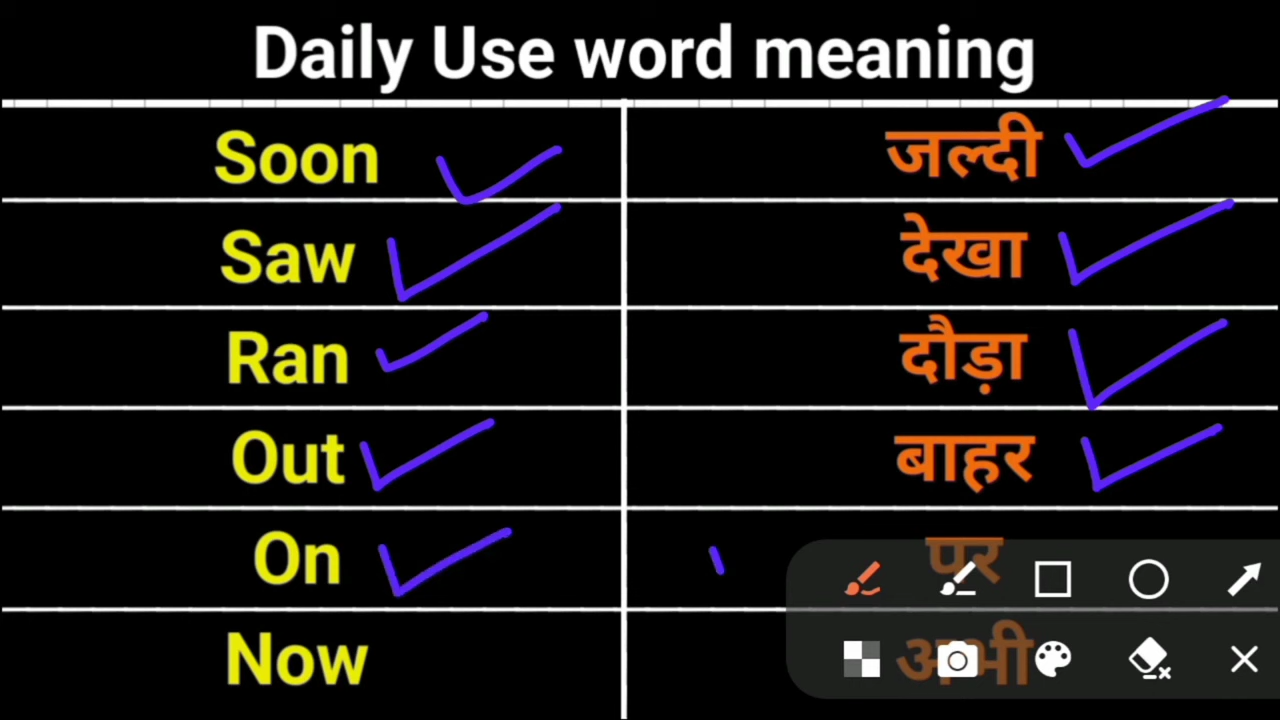 Daily Use word meaning
Soon जल्दी
Saw देखा
Ran दौड़ा
Out बाहर
On पर
Now अभी